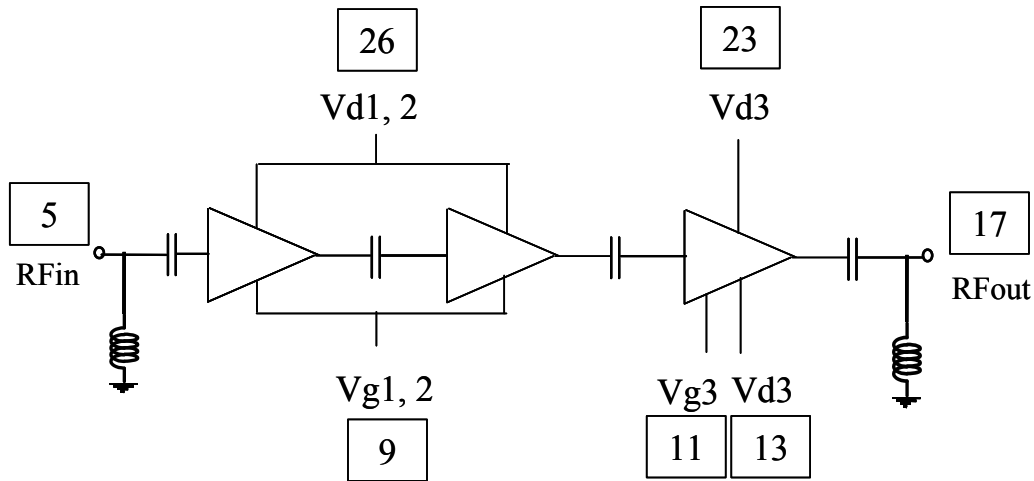 26 23
Vd1, 2 Vd3
5 17
RFin RFout
Vg1, 2 Vg3 Vd3
9 11 13